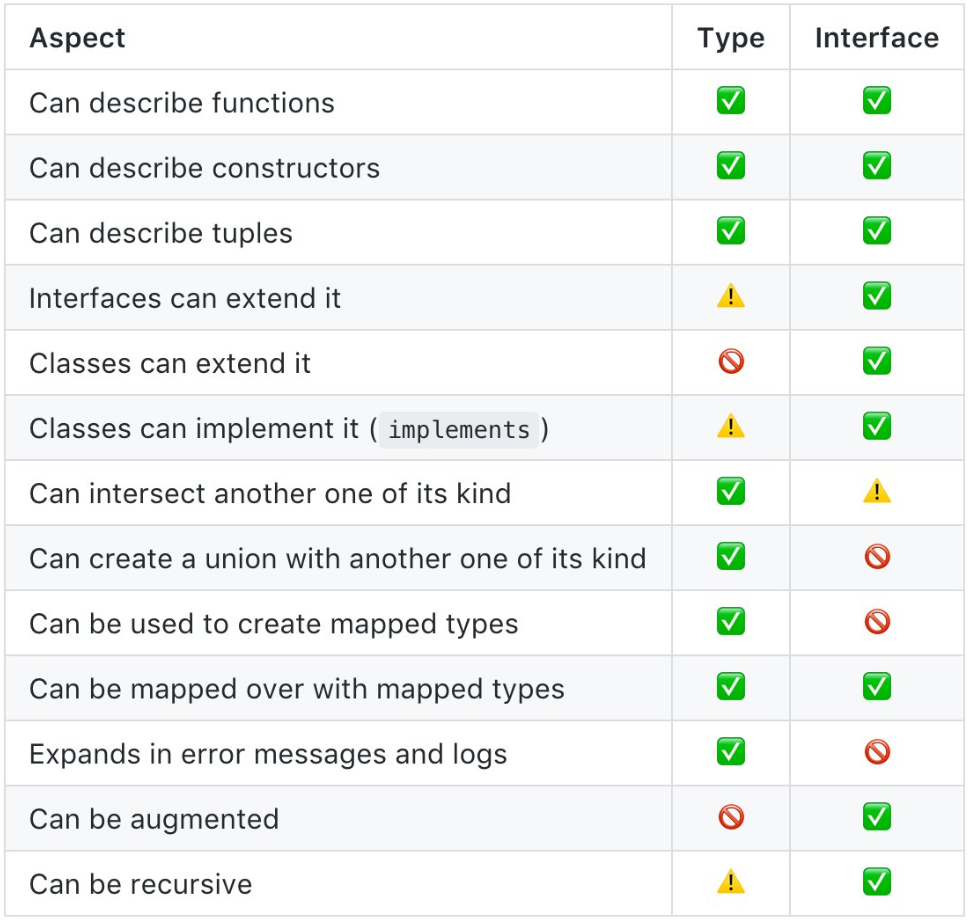 Aspect Type Interface
Can describe functions ✅ ✅
Can describe constructors ✅ ✅
Can describe tuples ✅ ✅
Interfaces can extend it ⚠️ ✅
Classes can extend it 🚫 ✅
Classes can implement it ( implements ) ⚠️ ✅
Can intersect another one of its kind ✅ ⚠️
Can create a union with another one of its kind ✅ 🚫
Can be used to create mapped types ✅ 🚫
Can be mapped over with mapped types ✅ ✅
Expands in error messages and logs ✅ 🚫
Can be augmented 🚫 ✅
Can be recursive ⚠️ ✅